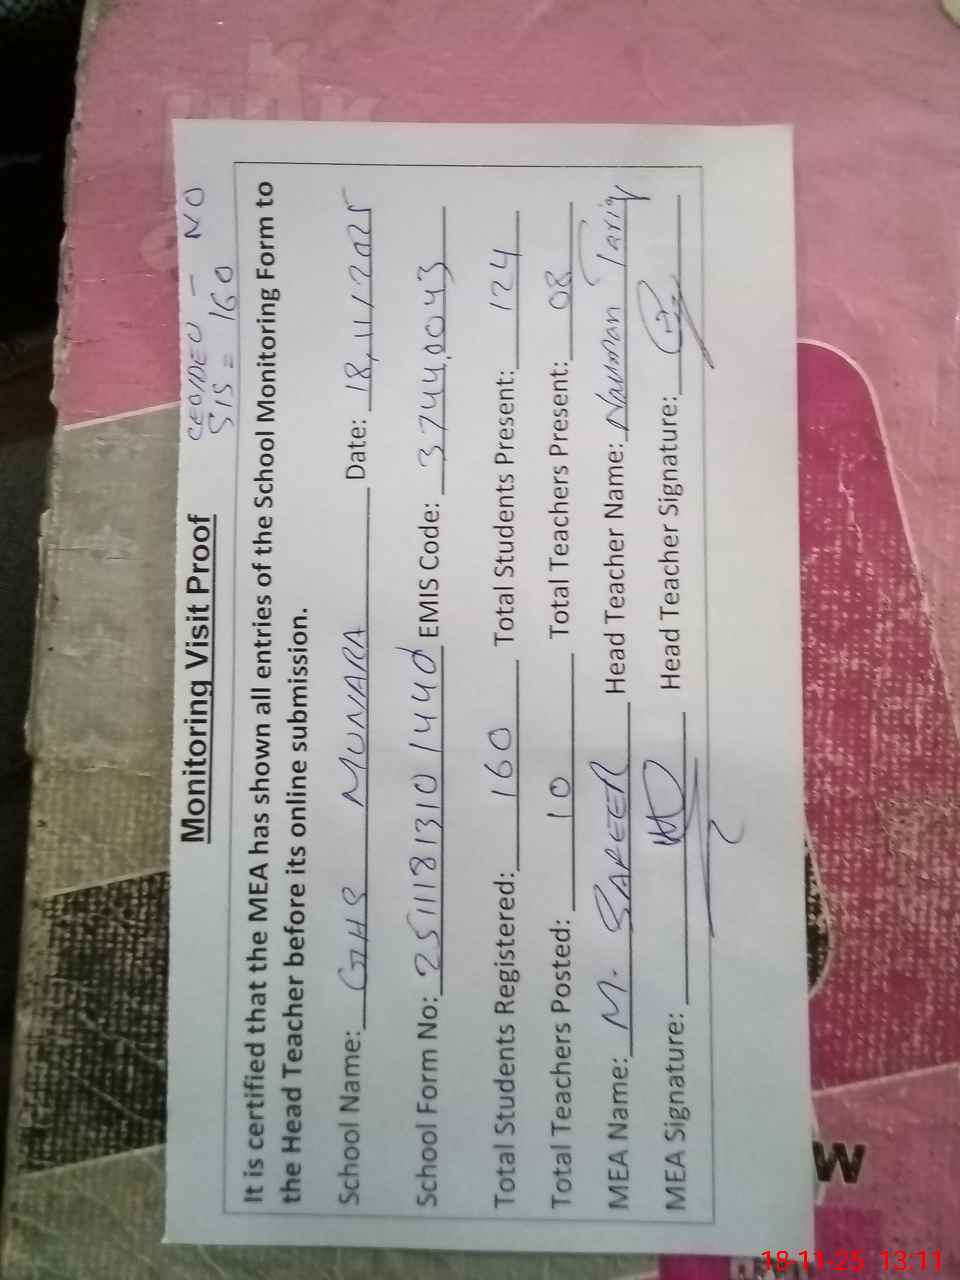 CEO/DEO - NO
Monitoring Visit Proof SIS = 160
It is certified that the MEA has shown all entries of the School Monitoring Form to
the Head Teacher before its online submission.
School Name: GHS MUNARA Date: 18,11,2025
School Form No: 25111813101440 EMIS Code: 37440043
Total Students Registered: 160 Total Students Present: 124
Total Teachers Posted: 10 Total Teachers Present: 08
MEA Name: M. SAFEER Head Teacher Name: Nauman Tariq
MEA Signature: Head Teacher Signature:
W
18-11-25 13:11